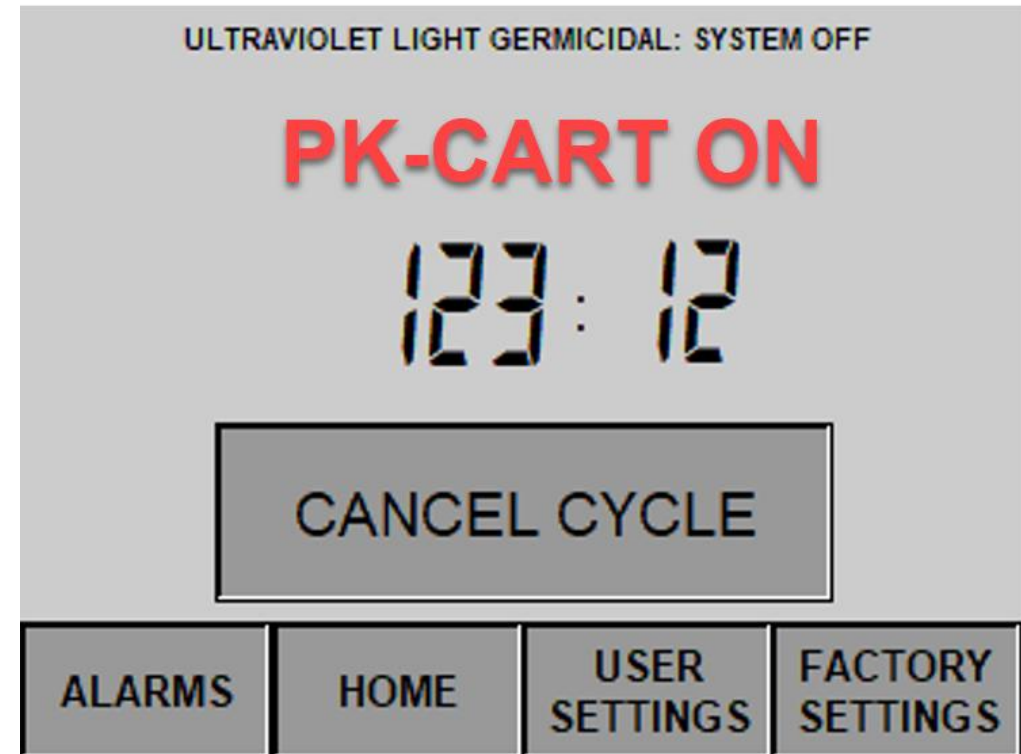 ULTRAVIOLET LIGHT GERMICIDAL: SYSTEM OFF
PK-CART ON
123: 12
CANCEL CYCLE
ALARMS
HOME
USER
SETTINGS
FACTORY
SETTINGS